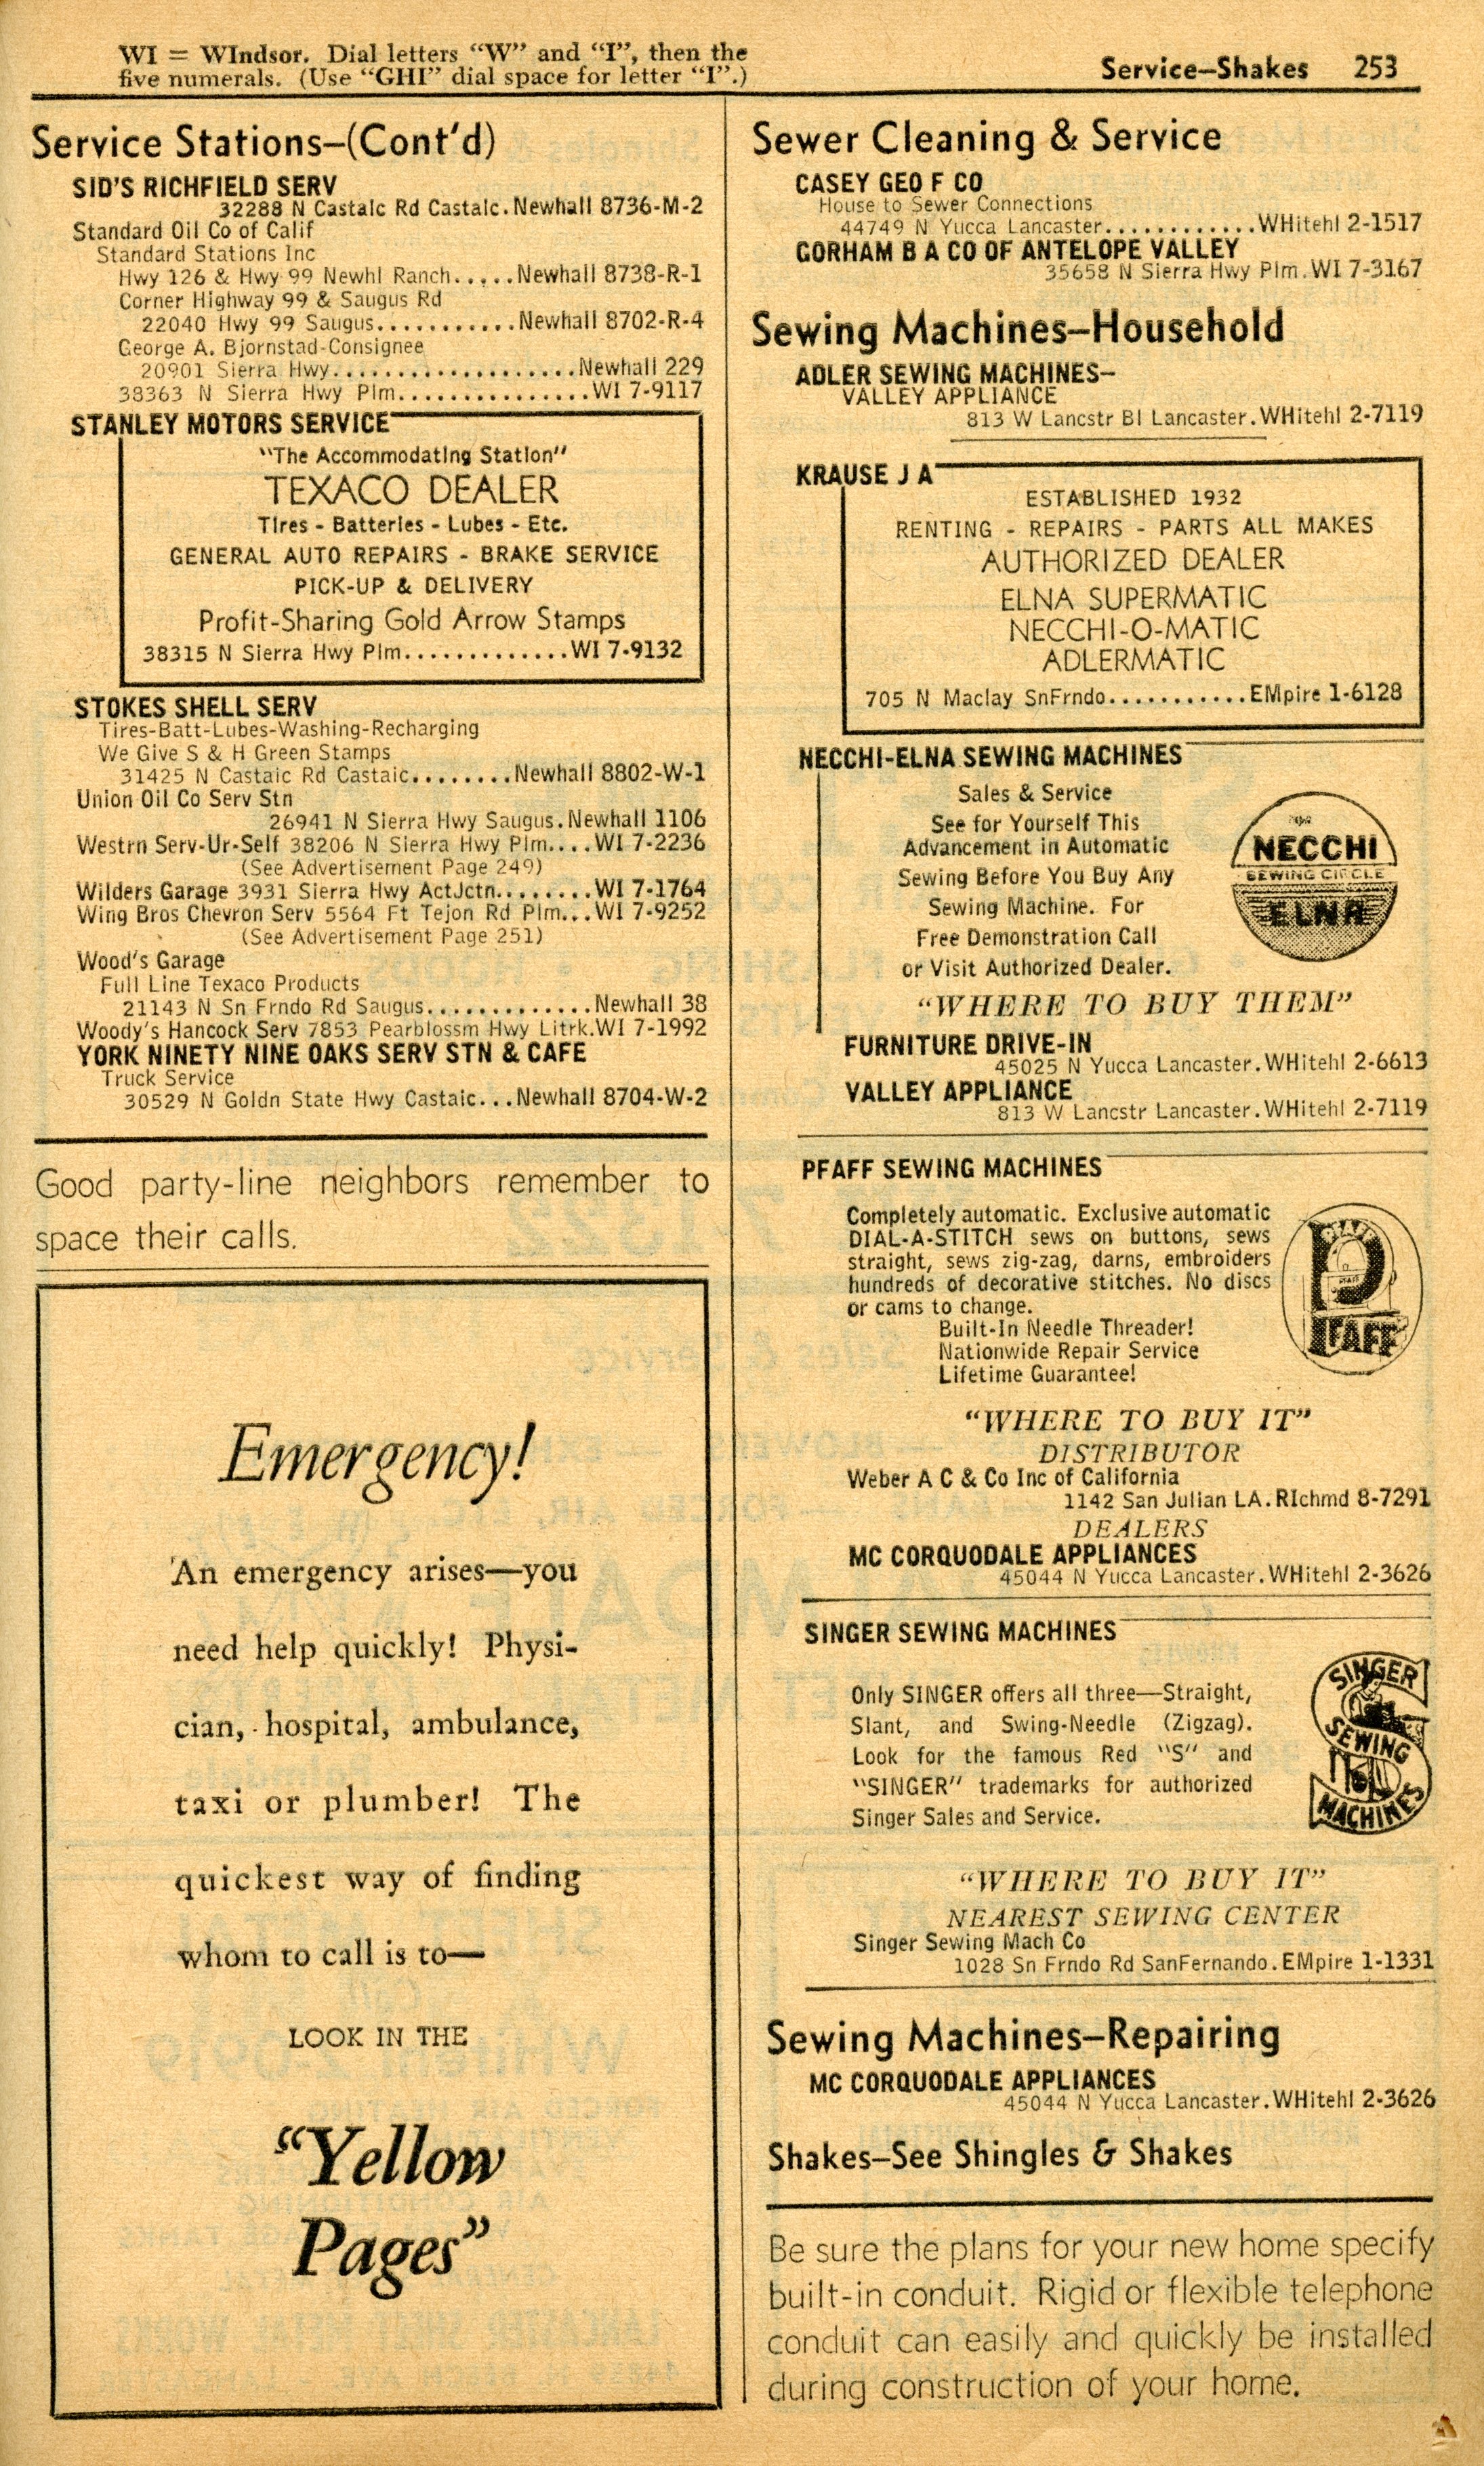 WI = WIndsor. Dial letters “W” and “I”, then the
five numerals. (Use “GHI” dial space for letter “I”.)
Service–Shakes 253
Service Stations–(Cont’d)
SID’S RICHFIELD SERV
32288 N Castaic Rd Castaic. Newhall 8736-M-2
Standard Oil Co of Calif
Standard Stations Inc
Hwy 126 & Hwy 99 Newhl Ranch.....Newhall 8738-R-1
Corner Highway 99 & Saugus Rd
22040 Hwy 99 Saugus...........Newhall 8702-R-4
George A. Bjornstad-Consignee
20901 Sierra Hwy...................Newhall 229
38363 N Sierra Hwy Plm...............WI 7-9117
STANLEY MOTORS SERVICE
“The Accommodating Station”
TEXACO DEALER
Tires - Batteries - Lubes - Etc.
GENERAL AUTO REPAIRS - BRAKE SERVICE
PICK-UP & DELIVERY
Profit-Sharing Gold Arrow Stamps
38315 N Sierra Hwy Plm.............WI 7-9132
STOKES SHELL SERV
Tires-Batt-Lubes-Washing-Recharging
We Give S & H Green Stamps
31425 N Castaic Rd Castaic........Newhall 8802-W-1
Union Oil Co Serv Stn
26941 N Sierra Hwy Saugus. Newhall 1106
Westrn Serv-Ur-Self 38206 N Sierra Hwy Plm....WI 7-2236
(See Advertisement Page 249)
Wilders Garage 3931 Sierra Hwy ActJctn........WI 7-1764
Wing Bros Chevron Serv 5564 Ft Tejon Rd Plm...WI 7-9252
(See Advertisement Page 251)
Wood’s Garage
Full Line Texaco Products
21143 N Sn Frndo Rd Saugus.............Newhall 38
Woody’s Hancock Serv 7853 Pearblossm Hwy Litrk.WI 7-1992
YORK NINETY NINE OAKS SERV STN & CAFE
Truck Service
30529 N Goldn State Hwy Castaic...Newhall 8704-W-2
Good party-line neighbors remember to
space their calls.
Emergency!
An emergency arises—you
need help quickly! Physi-
cian, hospital, ambulance,
taxi or plumber! The
quickest way of finding
whom to call is to—
LOOK IN THE
“Yellow
Pages”
Sewer Cleaning & Service
CASEY GEO F CO
House to Sewer Connections
44749 N Yucca Lancaster............WHitehl 2-1517
GORHAM B A CO OF ANTELOPE VALLEY
35658 N Sierra Hwy Plm.WI 7-3167
Sewing Machines–Household
ADLER SEWING MACHINES–
VALLEY APPLIANCE
813 W Lancstr Bl Lancaster.WHitehl 2-7119
KRAUSE J A
ESTABLISHED 1932
RENTING - REPAIRS - PARTS ALL MAKES
AUTHORIZED DEALER
ELNA SUPERMATIC
NECCHI-O-MATIC
ADLERMATIC
705 N Maclay SnFrndo...........EMpire 1-6128
NECCHI-ELNA SEWING MACHINES
Sales & Service
See for Yourself This
Advancement in Automatic
Sewing Before You Buy Any
Sewing Machine. For
Free Demonstration Call
or Visit Authorized Dealer.
NECCHI
SEWING CIRCLE
ELNA
“WHERE TO BUY THEM”
FURNITURE DRIVE-IN
45025 N Yucca Lancaster.WHitehl 2-6613
VALLEY APPLIANCE
813 W Lancstr Lancaster.WHitehl 2-7119
PFAFF SEWING MACHINES
Completely automatic. Exclusive automatic
DIAL-A-STITCH sews on buttons, sews
straight, sews zig-zag, darns, embroiders
hundreds of decorative stitches. No discs
or cams to change.
Built-In Needle Threader!
Nationwide Repair Service
Lifetime Guarantee!
PFAFF
“WHERE TO BUY IT”
DISTRIBUTOR
Weber A C & Co Inc of California
1142 San Julian LA.RIchmd 8-7291
DEALERS
MC CORQUODALE APPLIANCES
45044 N Yucca Lancaster.WHitehl 2-3626
SINGER SEWING MACHINES
Only SINGER offers all three—Straight,
Slant, and Swing-Needle (Zigzag).
Look for the famous Red “S” and
“SINGER” trademarks for authorized
Singer Sales and Service.
SINGER
SEWING
MACHINES
“WHERE TO BUY IT”
NEAREST SEWING CENTER
Singer Sewing Mach Co
1028 Sn Frndo Rd SanFernando.EMpire 1-1331
Sewing Machines–Repairing
MC CORQUODALE APPLIANCES
45044 N Yucca Lancaster.WHitehl 2-3626
Shakes–See Shingles & Shakes
Be sure the plans for your new home specify
built-in conduit. Rigid or flexible telephone
conduit can easily and quickly be installed
during construction of your home.